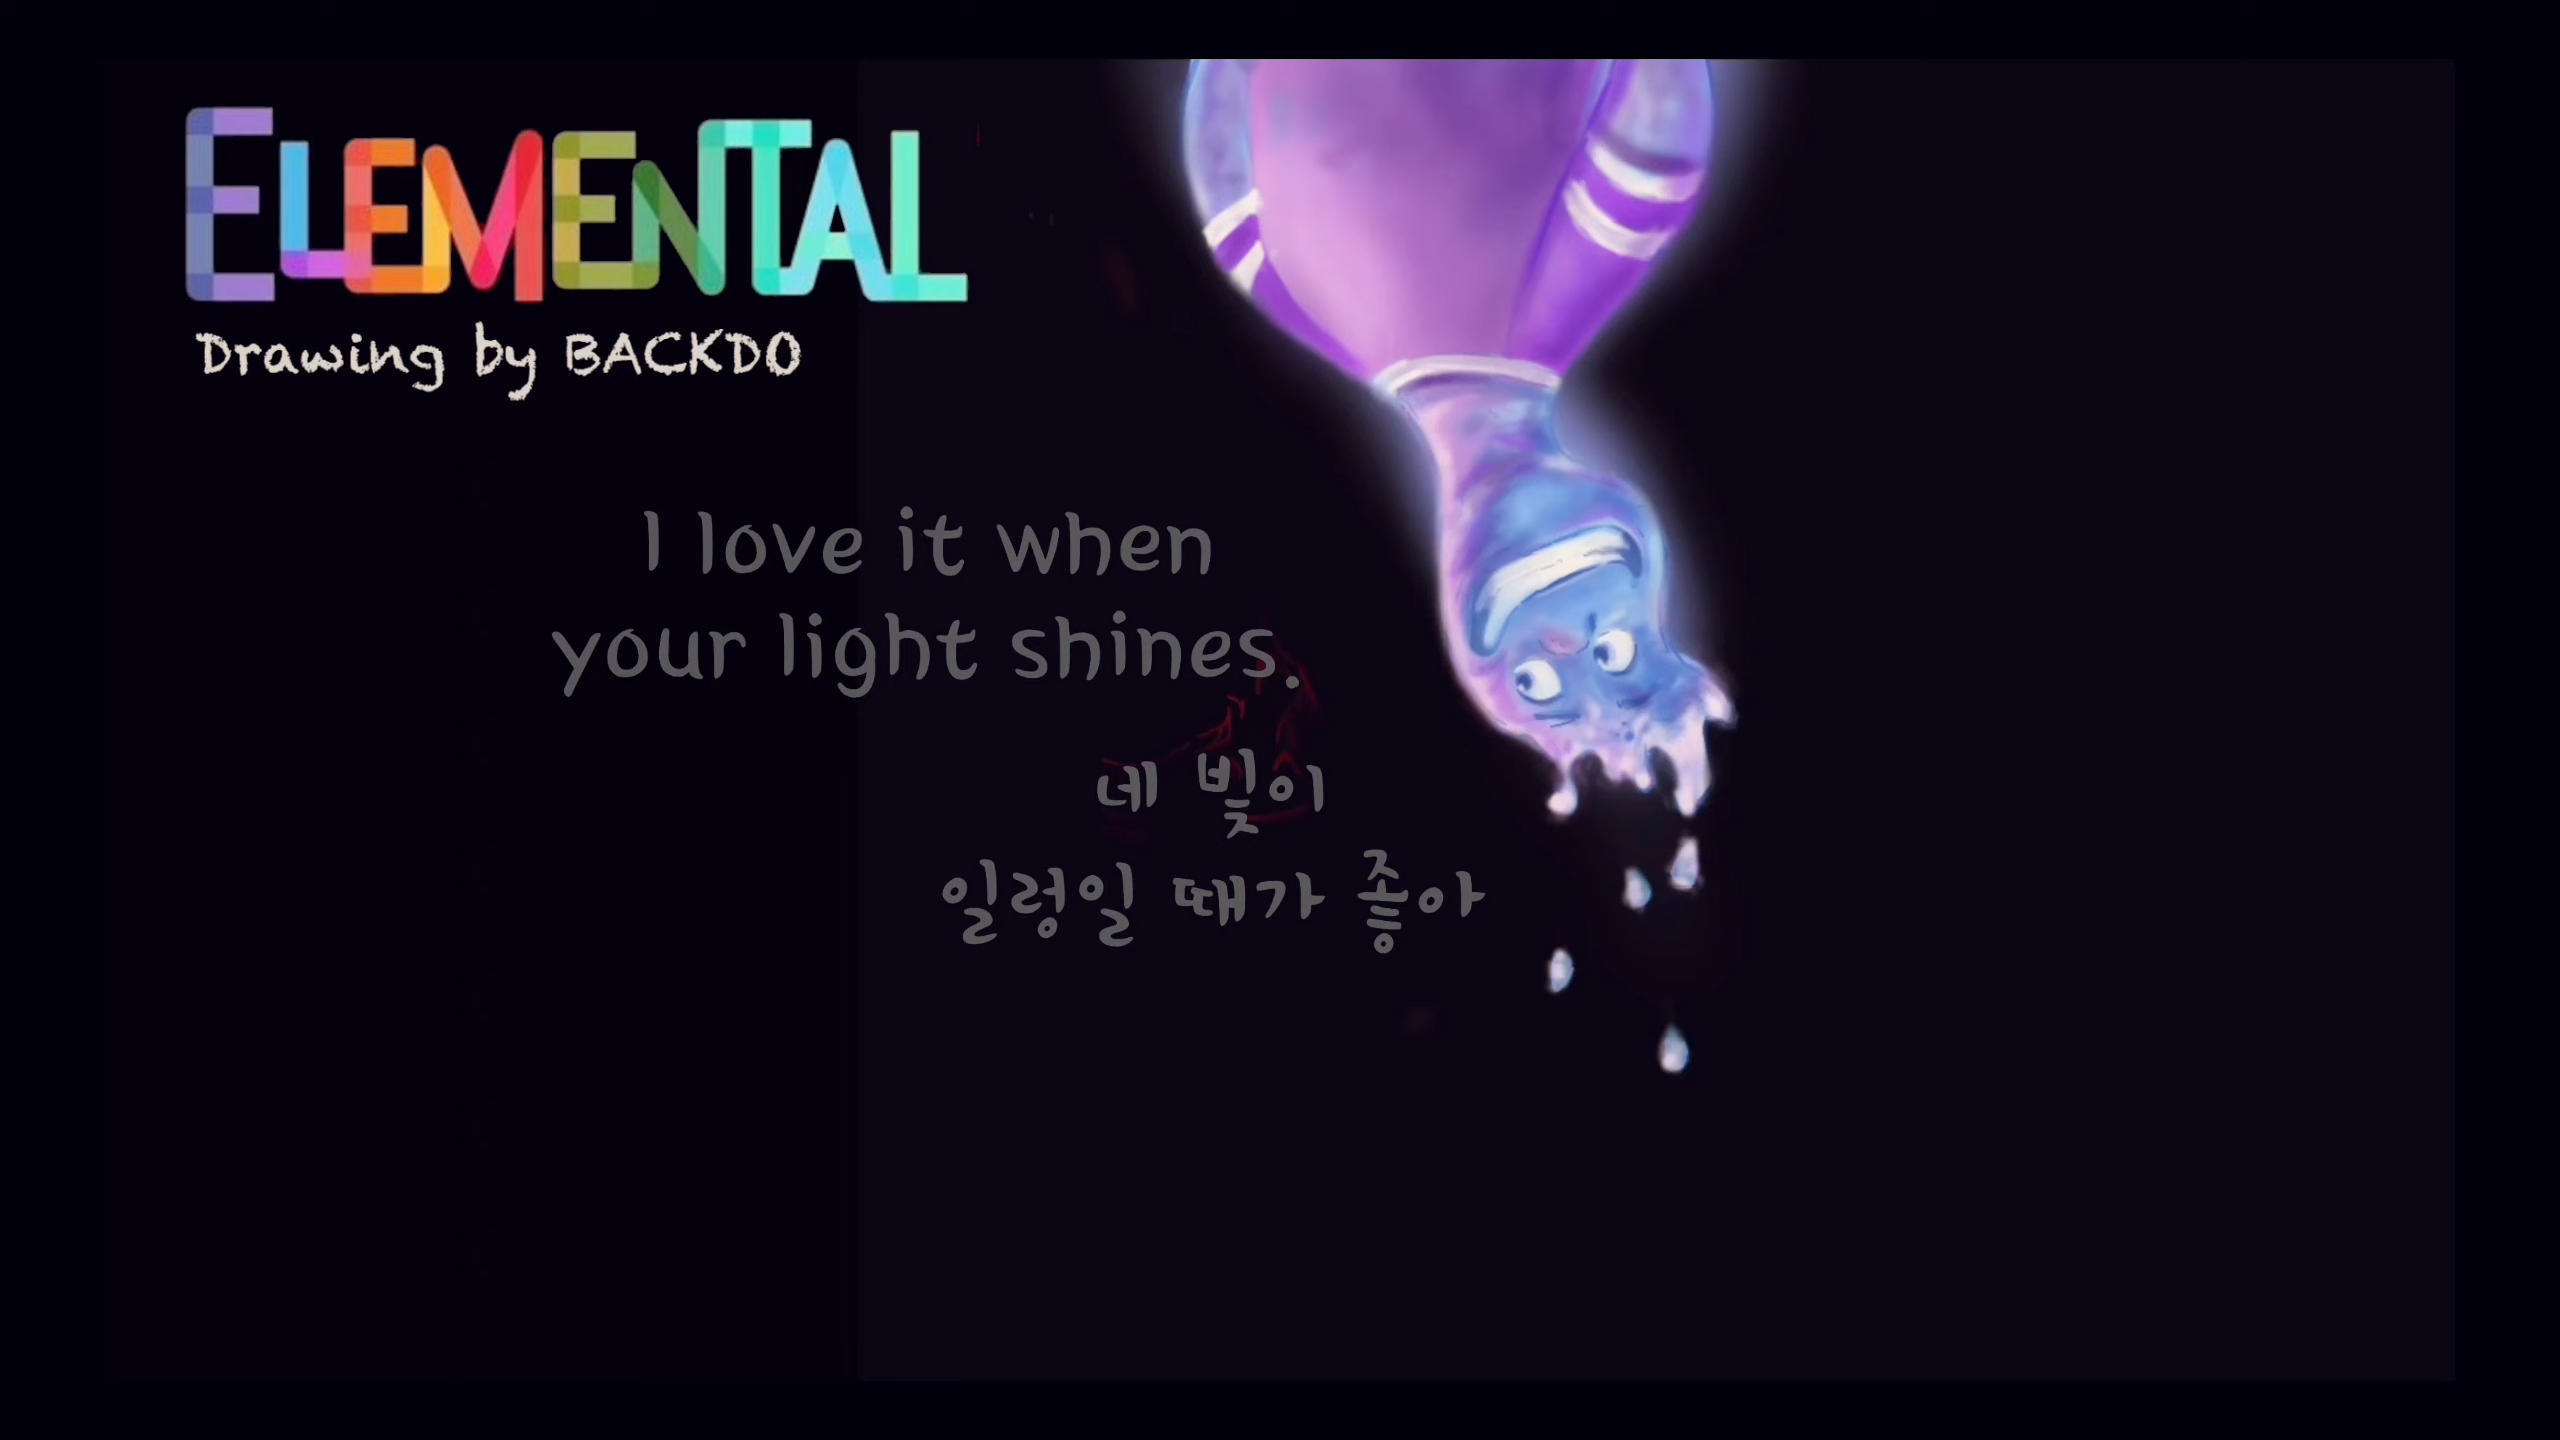 ELEMENTAL
Drawing by BACKDO
I love it when
your light shines.
네 빛이
일렁일 때가 좋아